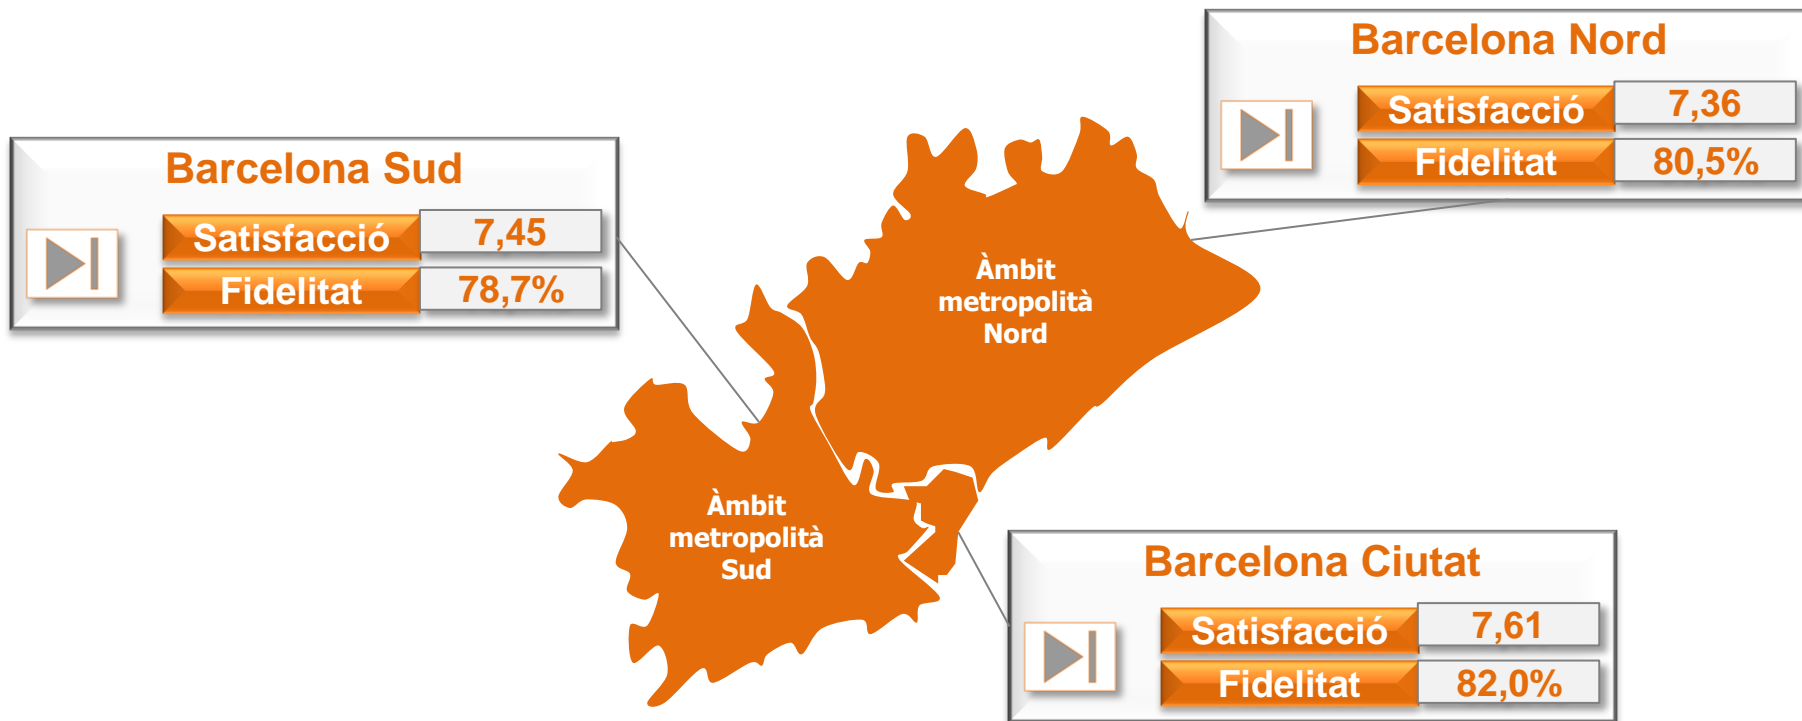 Barcelona Nord
Satisfacció 7,36
Fidelitat 80,5%
Barcelona Sud
Satisfacció 7,45
Fidelitat 78,7%
Àmbit
metropolità
Nord
Àmbit
metropolità
Sud
Barcelona Ciutat
Satisfacció 7,61
Fidelitat 82,0%